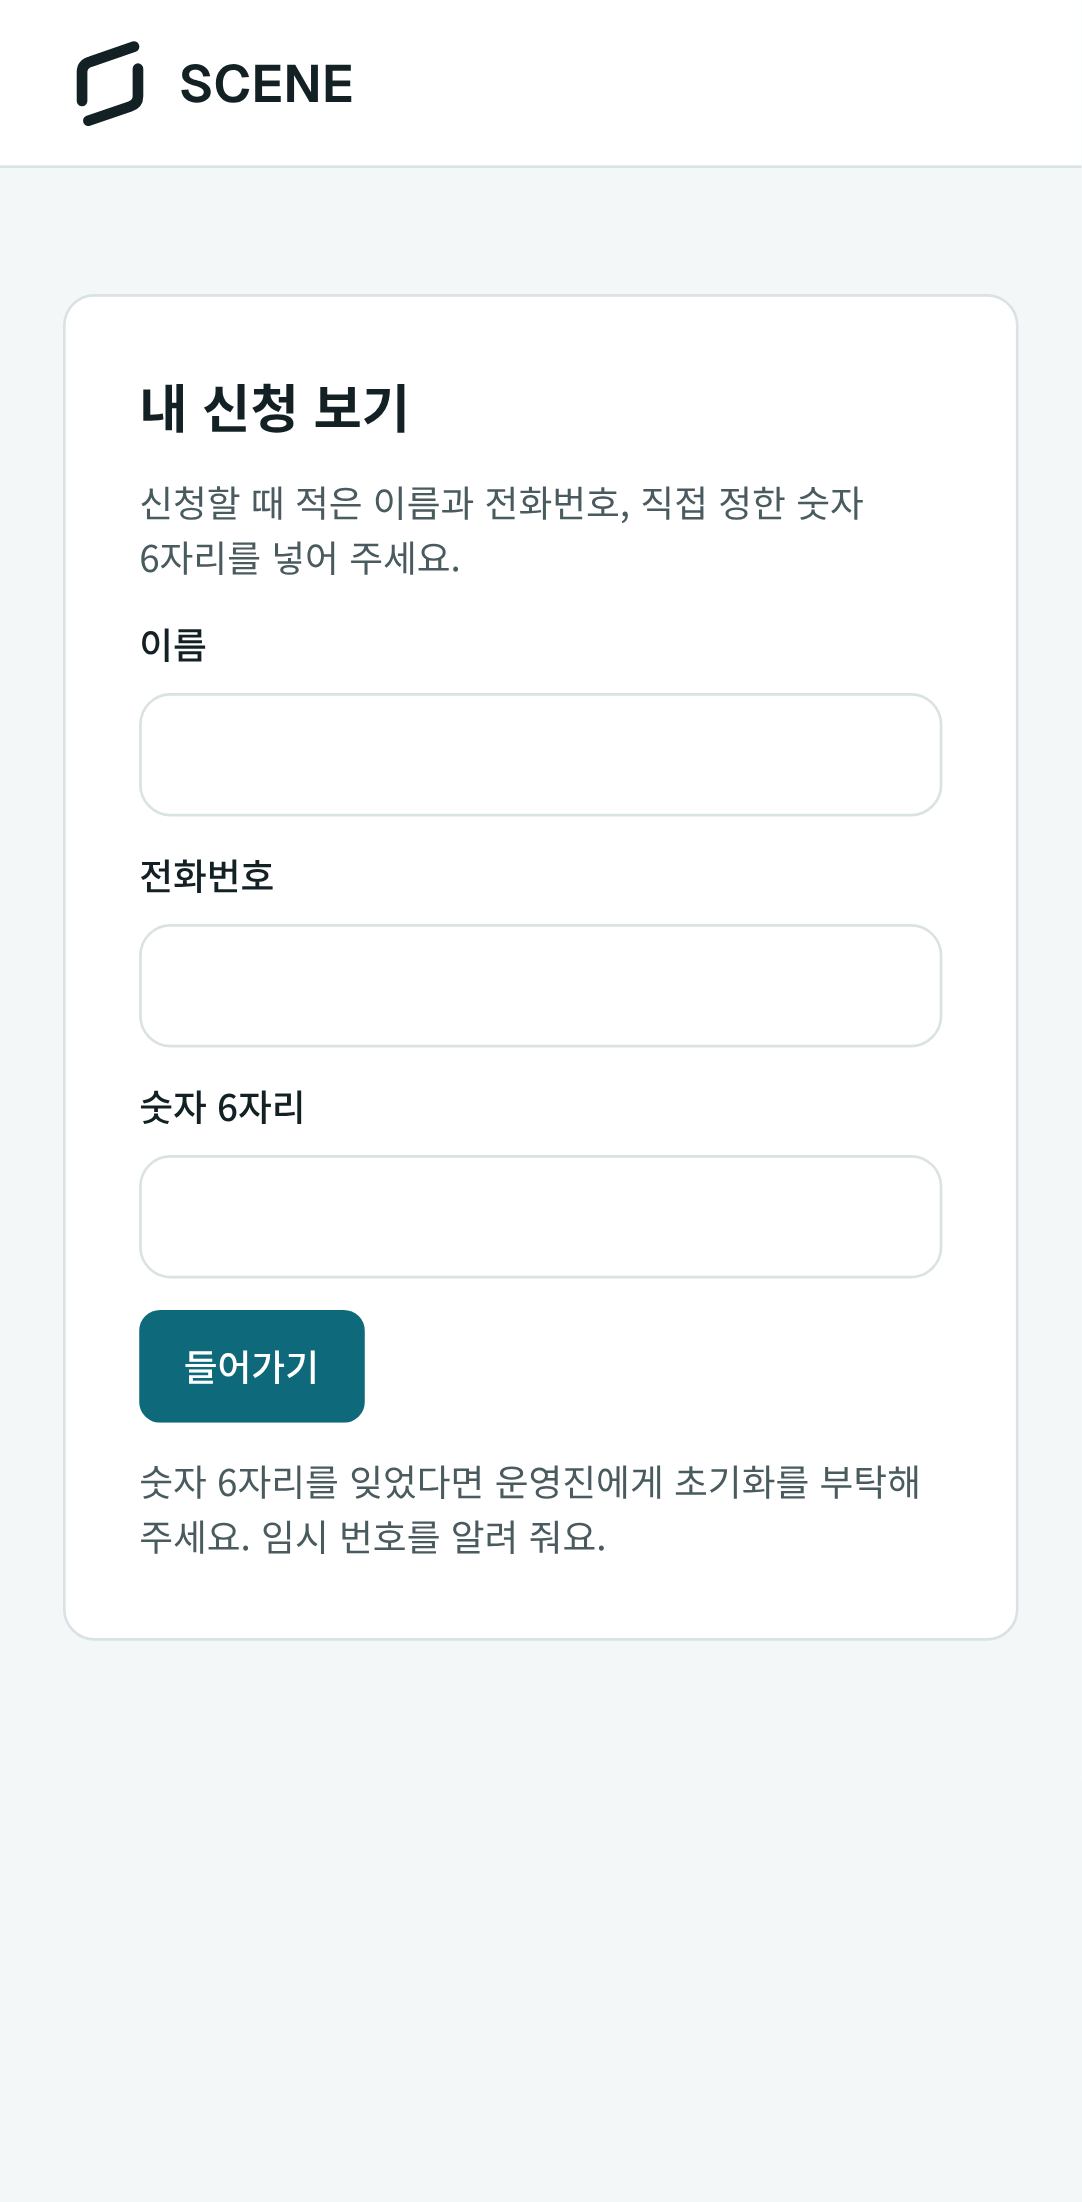 SCENE
내 신청 보기
신청할 때 적은 이름과 전화번호, 직접 정한 숫자
6자리를 넣어 주세요.
이름
전화번호
숫자 6자리
들어가기
숫자 6자리를 잊었다면 운영진에게 초기화를 부탁해
주세요. 임시 번호를 알려 줘요.